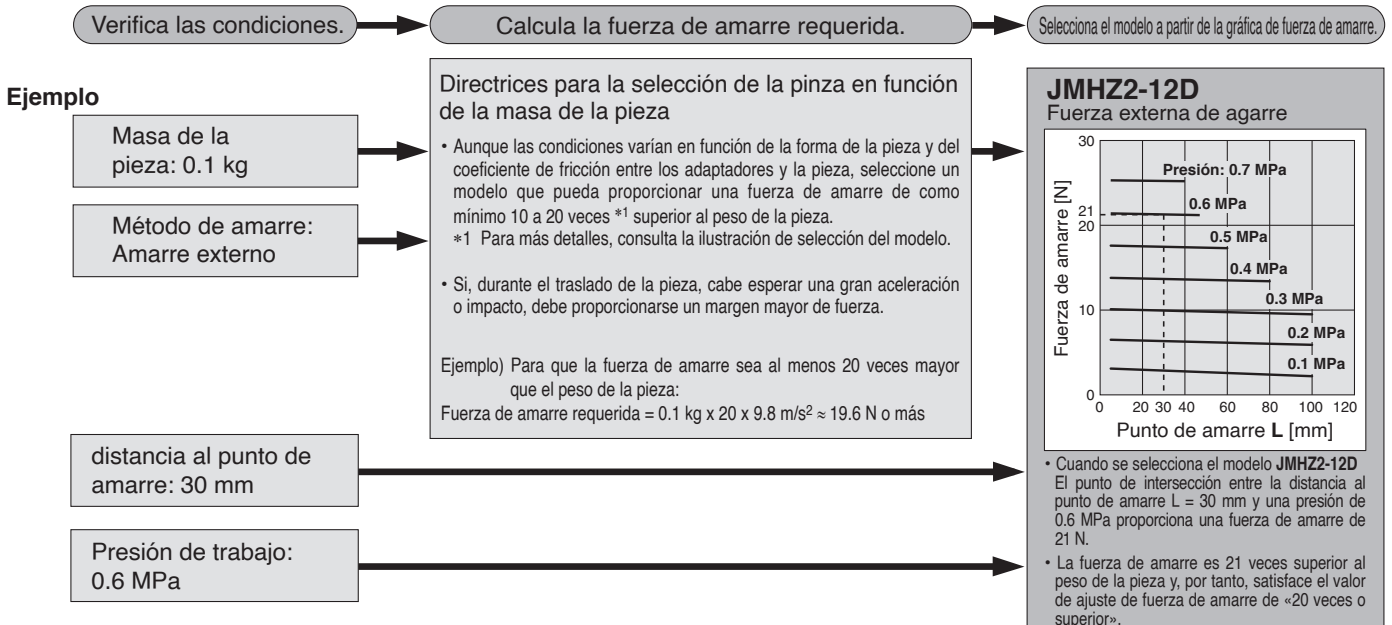 Verifica las condiciones.
Calcula la fuerza de amarre requerida.
Selecciona el modelo a partir de la gráfica de fuerza de amarre.
Ejemplo
Masa de la
pieza: 0.1 kg
Método de amarre:
Amarre externo
distancia al punto de
amarre: 30 mm
Presión de trabajo:
0.6 MPa
Directrices para la selección de la pinza en función
de la masa de la pieza
• Aunque las condiciones varían en función de la forma de la pieza y del
coeficiente de fricción entre los adaptadores y la pieza, seleccione un
modelo que pueda proporcionar una fuerza de amarre de como
mínimo 10 a 20 veces *1 superior al peso de la pieza.
*1 Para más detalles, consulta la ilustración de selección del modelo.
• Si, durante el traslado de la pieza, cabe esperar una gran aceleración
o impacto, debe proporcionarse un margen mayor de fuerza.
Ejemplo) Para que la fuerza de amarre sea al menos 20 veces mayor
que el peso de la pieza:
Fuerza de amarre requerida = 0.1 kg x 20 x 9.8 m/s² ≈ 19.6 N o más
JMHZ2-12D
Fuerza externa de agarre
30
Presión: 0.7 MPa
0.6 MPa
21
20
0.5 MPa
0.4 MPa
0.3 MPa
10
0.2 MPa
0.1 MPa
0
Fuerza de amarre [N]
0 20 30 40 60 80 100 120
Punto de amarre L [mm]
• Cuando se selecciona el modelo JMHZ2-12D
El punto de intersección entre la distancia al
punto de amarre L = 30 mm y una presión de
0.6 MPa proporciona una fuerza de amarre de
21 N.
• La fuerza de amarre es 21 veces superior al
peso de la pieza y, por tanto, satisface el valor
de ajuste de fuerza de amarre de «20 veces o
superior».